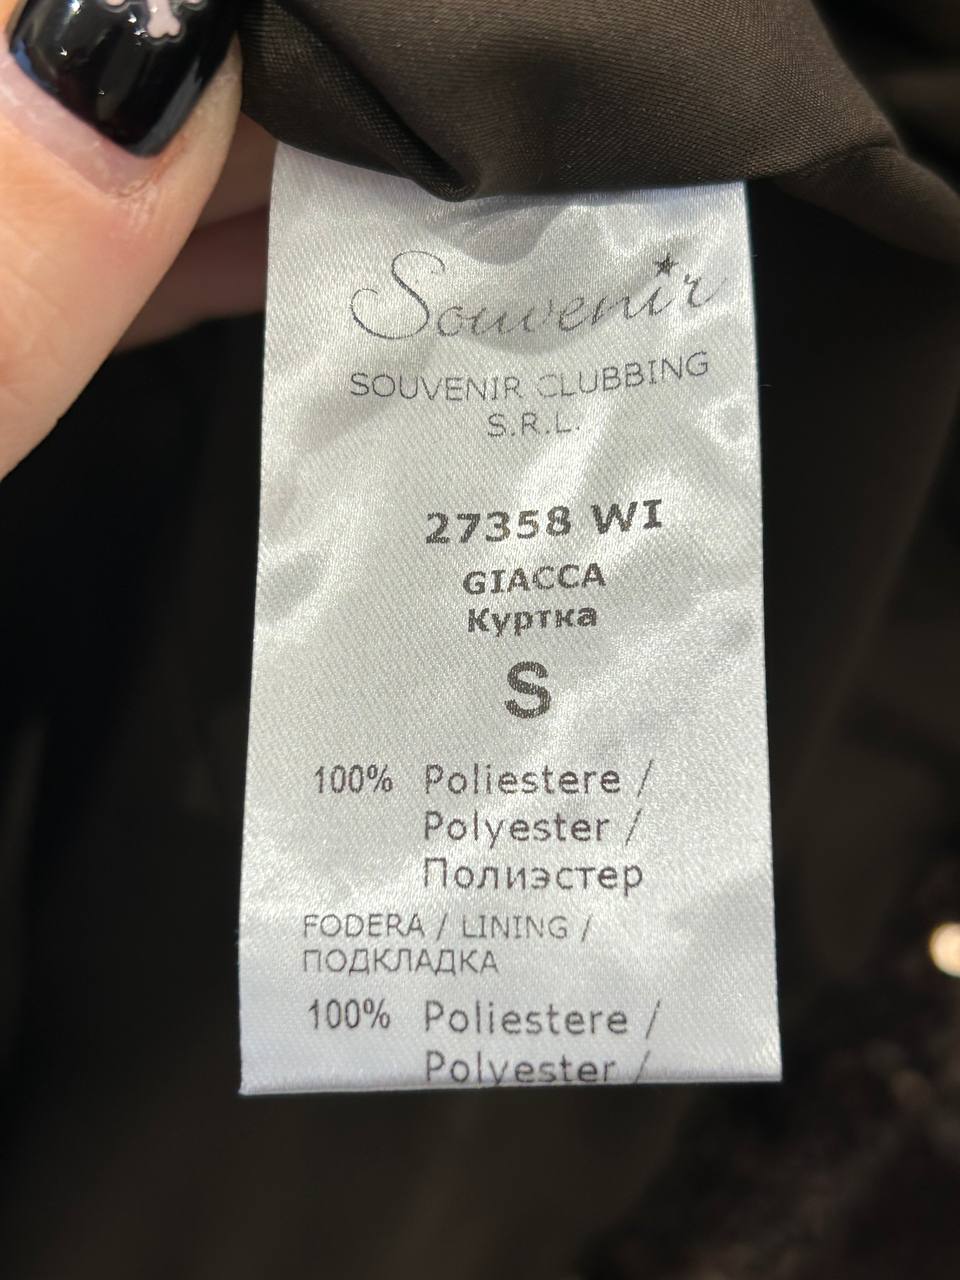 Souvenir
SOUVENIR CLUBBING
S.R.L.
27358 WI
GIACCA
Куртка
S
100% Poliestere /
Polyester /
Полиэстер
FODERA / LINING /
ПОДКЛАДКА
100% Poliestere /
Polyester /